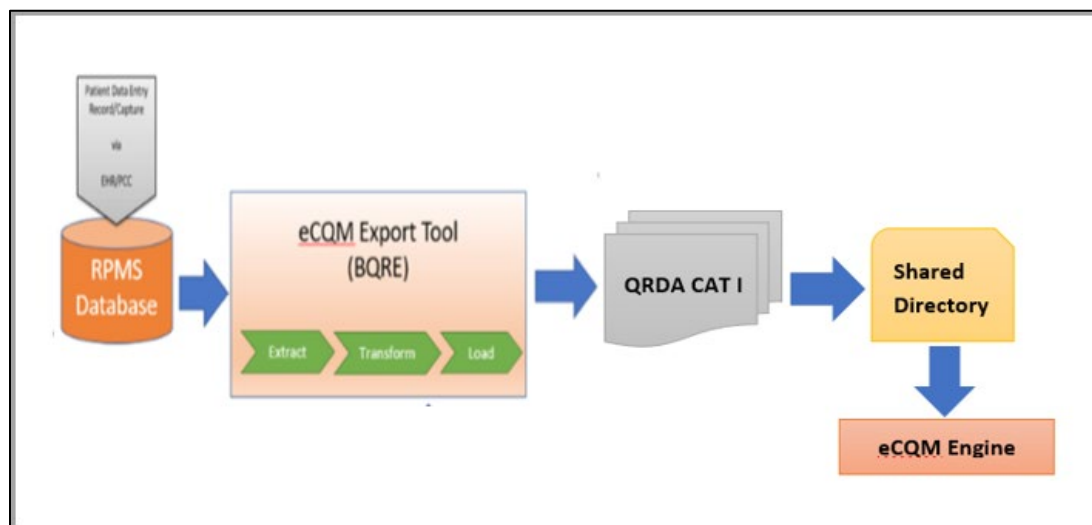 Patient Data Entry
Record/Capture
via
EHR/PCC
RPMS
Database
eCQM Export Tool
(BQRE)
Extract
Transform
Load
QRDA CAT I
Shared
Directory
eCQM Engine